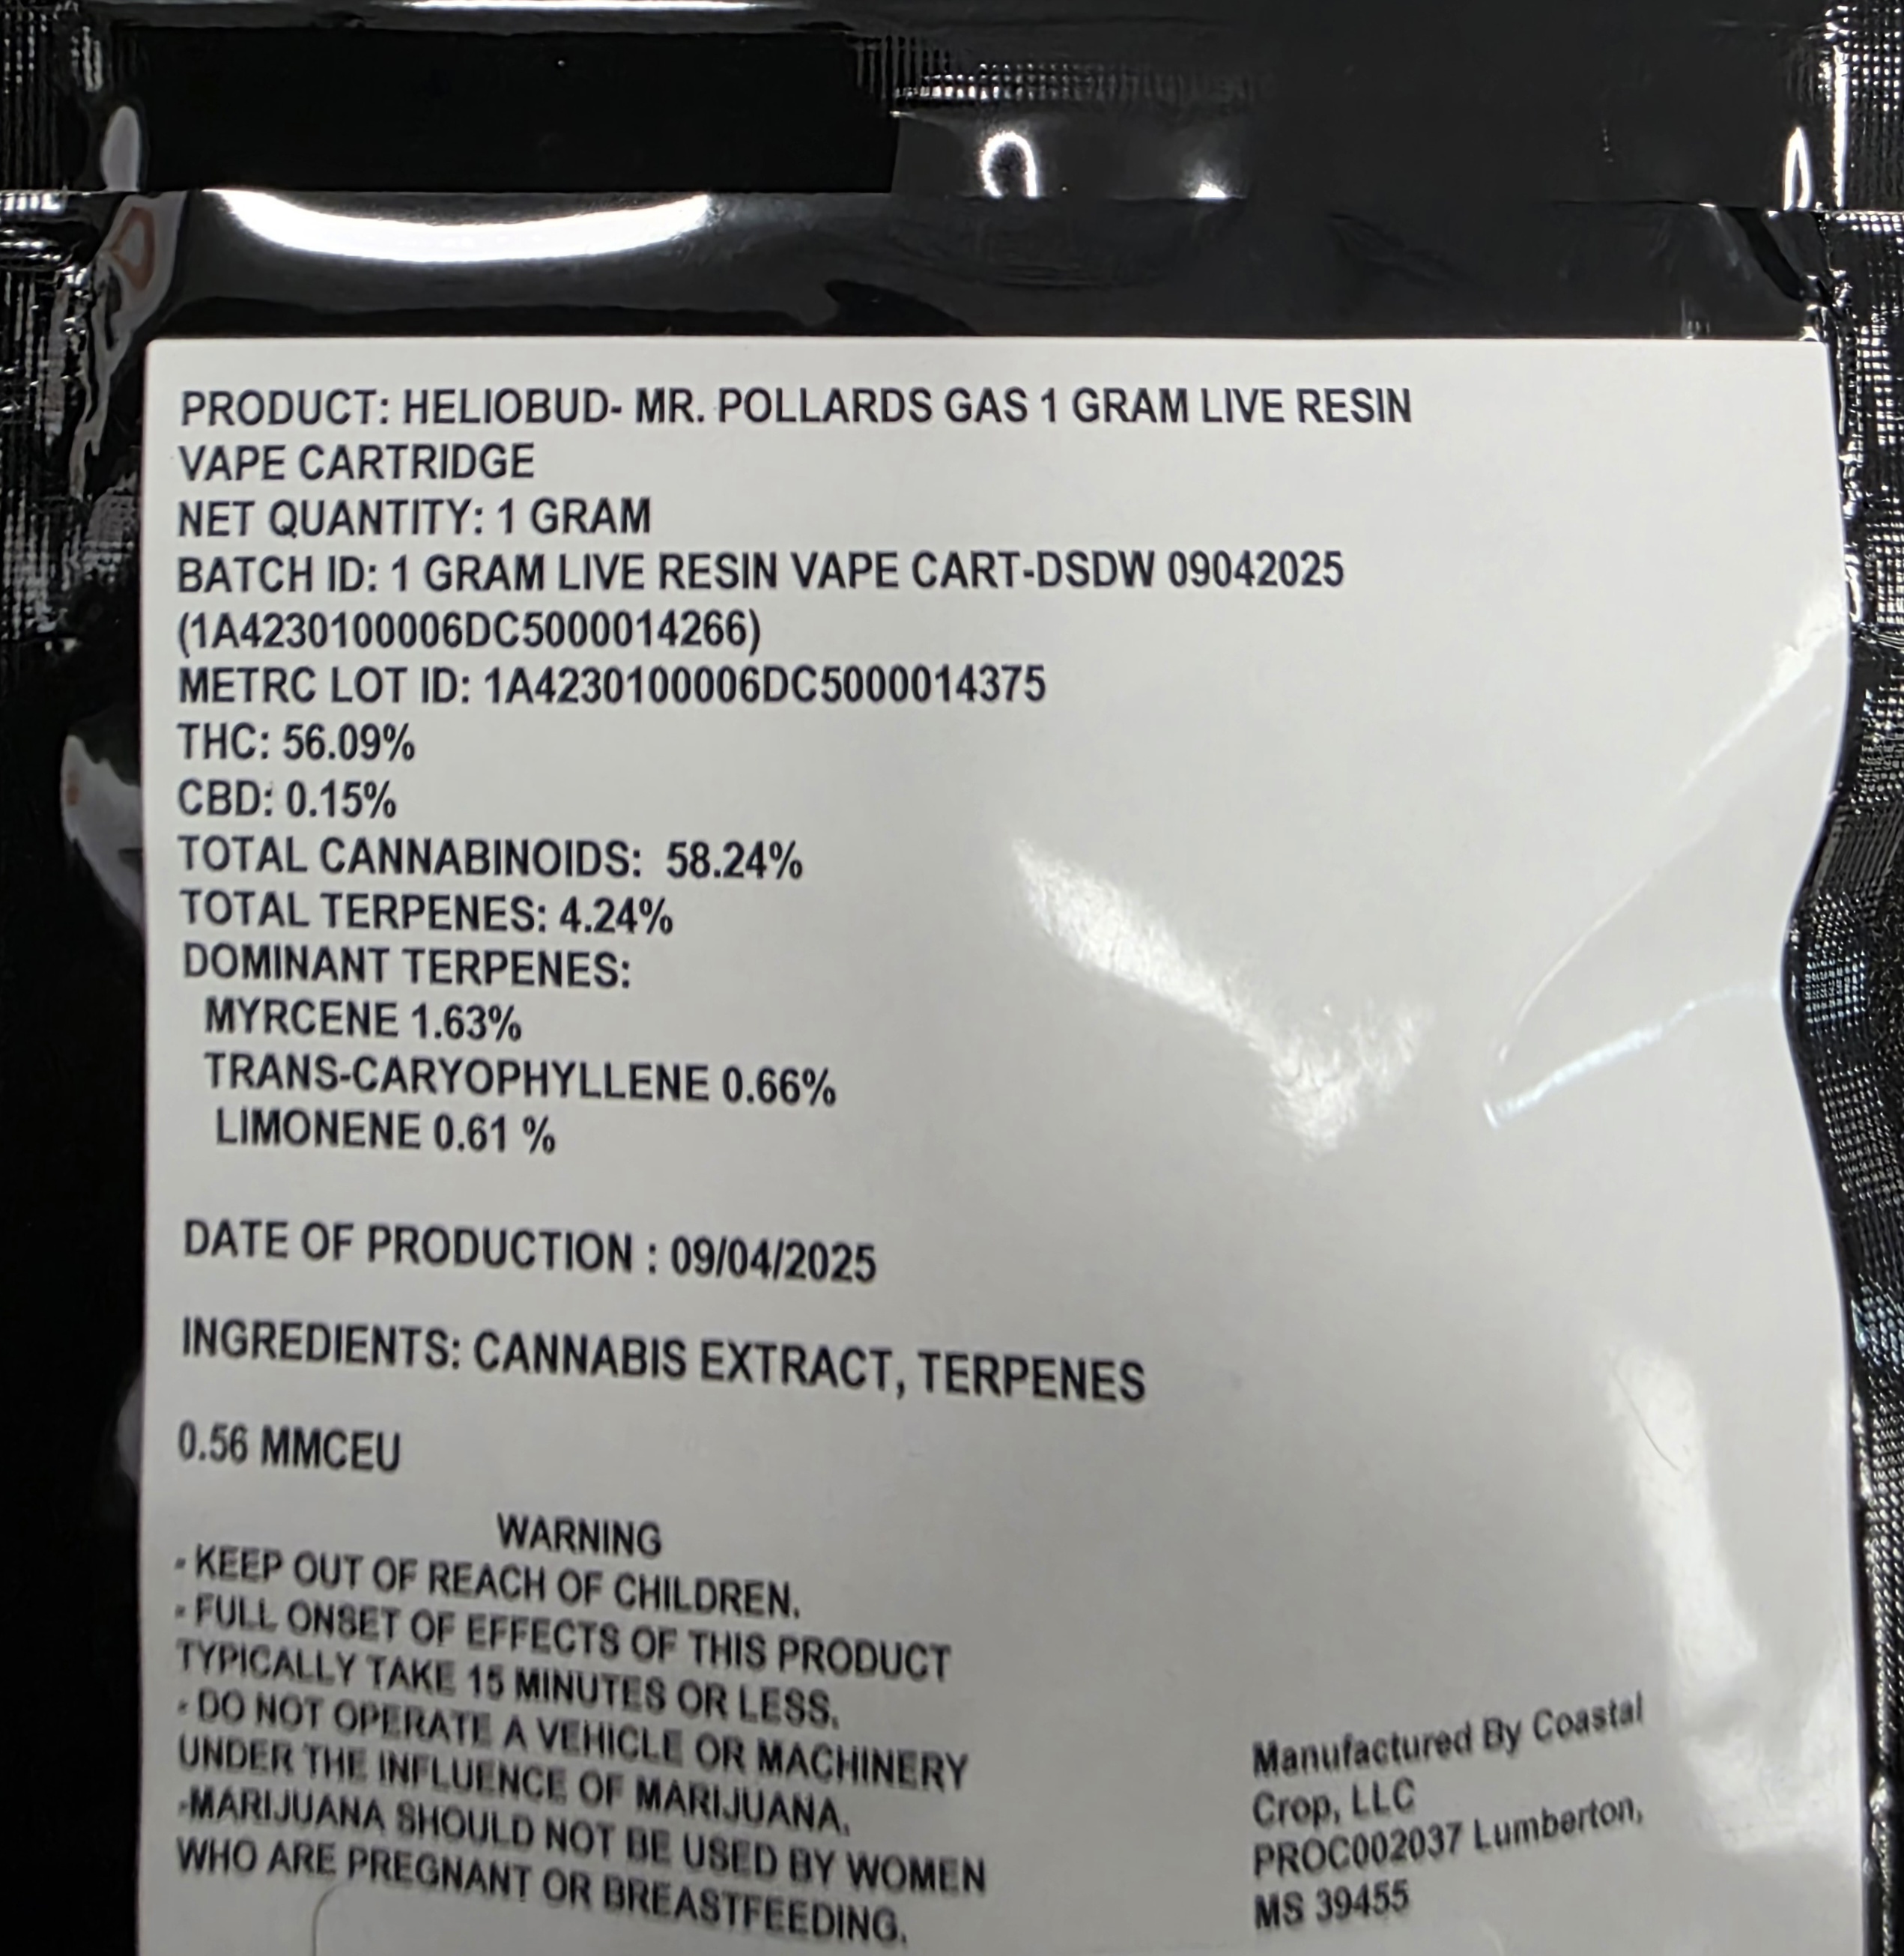 PRODUCT: HELIOBUD- MR. POLLARDS GAS 1 GRAM LIVE RESIN
VAPE CARTRIDGE
NET QUANTITY: 1 GRAM
BATCH ID: 1 GRAM LIVE RESIN VAPE CART-DSDW 09042025
(1A4230100006DC5000014266)
METRC LOT ID: 1A4230100006DC5000014375
THC: 56.09%
CBD: 0.15%
TOTAL CANNABINOIDS: 58.24%
TOTAL TERPENES: 4.24%
DOMINANT TERPENES:
MYRCENE 1.63%
TRANS-CARYOPHYLLENE 0.66%
LIMONENE 0.61 %
DATE OF PRODUCTION : 09/04/2025
INGREDIENTS: CANNABIS EXTRACT, TERPENES
0.56 MMCEU
WARNING
- KEEP OUT OF REACH OF CHILDREN.
- FULL ONSET OF EFFECTS OF THIS PRODUCT
TYPICALLY TAKE 15 MINUTES OR LESS.
- DO NOT OPERATE A VEHICLE OR MACHINERY
UNDER THE INFLUENCE OF MARIJUANA.
-MARIJUANA SHOULD NOT BE USED BY WOMEN
WHO ARE PREGNANT OR BREASTFEEDING.
Manufactured By Coastal
Crop, LLC
PROC002037 Lumberton,
MS 39455